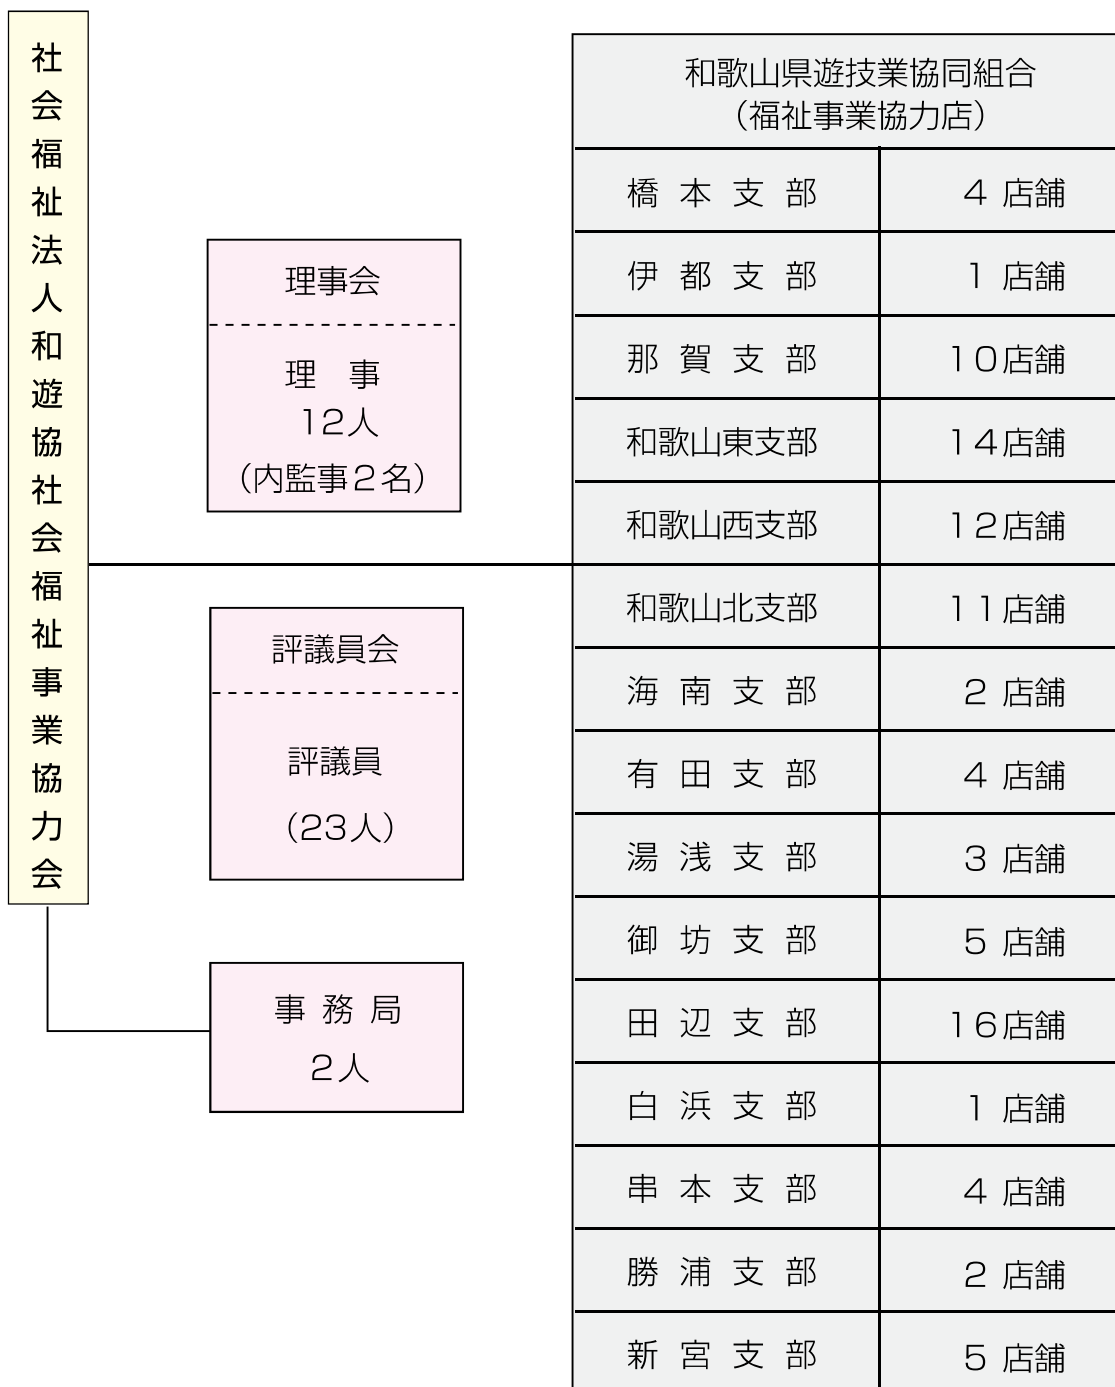 社会福祉法人和遊協社会福祉事業協力会
理事会
理　事
12人
（内監事2名）
評議員会
評議員
（23人）
事 務 局
2人
和歌山県遊技業協同組合
（福祉事業協力店）
橋 本 支 部　4 店舗
伊 都 支 部　1 店舗
那 賀 支 部　10店舗
和歌山東支部　14店舗
和歌山西支部　12店舗
和歌山北支部　11店舗
海 南 支 部　2 店舗
有 田 支 部　4 店舗
湯 浅 支 部　3 店舗
御 坊 支 部　5 店舗
田 辺 支 部　16店舗
白 浜 支 部　1 店舗
串 本 支 部　4 店舗
勝 浦 支 部　2 店舗
新 宮 支 部　5 店舗